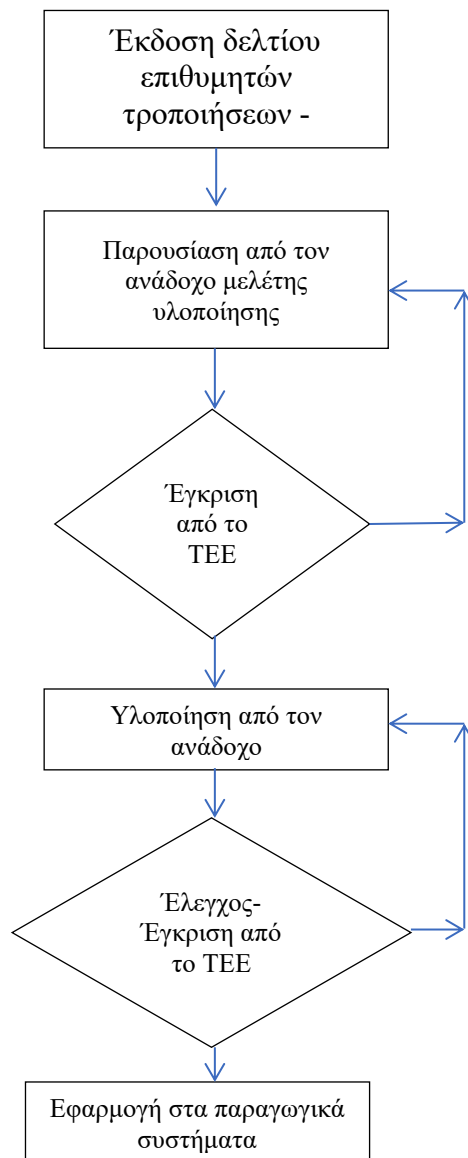 Έκδοση δελτίου
επιθυμητών
τροποιήσεων -
Παρουσίαση από τον
ανάδοχο μελέτης
υλοποίησης
Έγκριση
από το
ΤΕΕ
Υλοποίηση από τον
ανάδοχο
Έλεγχος-
Έγκριση από
το ΤΕΕ
Εφαρμογή στα παραγωγικά
συστήματα